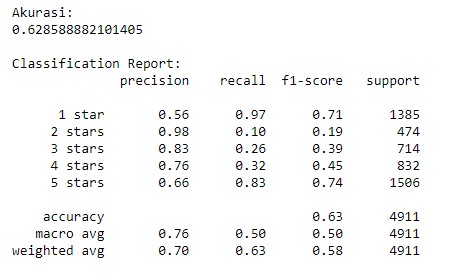 Akurasi:
0.628588882101405
Classification Report:
precision recall f1-score support
1 star 0.56 0.97 0.71 1385
2 stars 0.98 0.10 0.19 474
3 stars 0.83 0.26 0.39 714
4 stars 0.76 0.32 0.45 832
5 stars 0.66 0.83 0.74 1506
accuracy 0.63 4911
macro avg 0.76 0.50 0.50 4911
weighted avg 0.70 0.63 0.58 4911